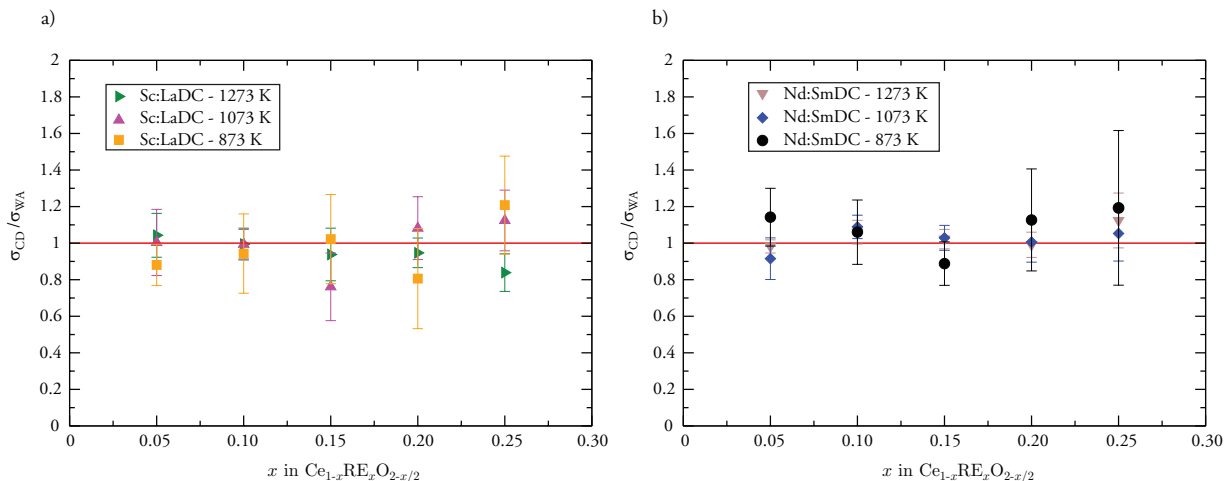 a)
2
1.8
1.6
1.4
1.2
1
0.8
0.6
0.4
0.2
0
σCD/σWA
Sc:LaDC - 1273 K
Sc:LaDC - 1073 K
Sc:LaDC - 873 K
0 0.05 0.10 0.15 0.20 0.25 0.30
x in Ce1-xRExO2-x/2
b)
2
1.8
1.6
1.4
1.2
1
0.8
0.6
0.4
0.2
0
σCD/σWA
Nd:SmDC - 1273 K
Nd:SmDC - 1073 K
Nd:SmDC - 873 K
0 0.05 0.10 0.15 0.20 0.25 0.30
x in Ce1-xRExO2-x/2